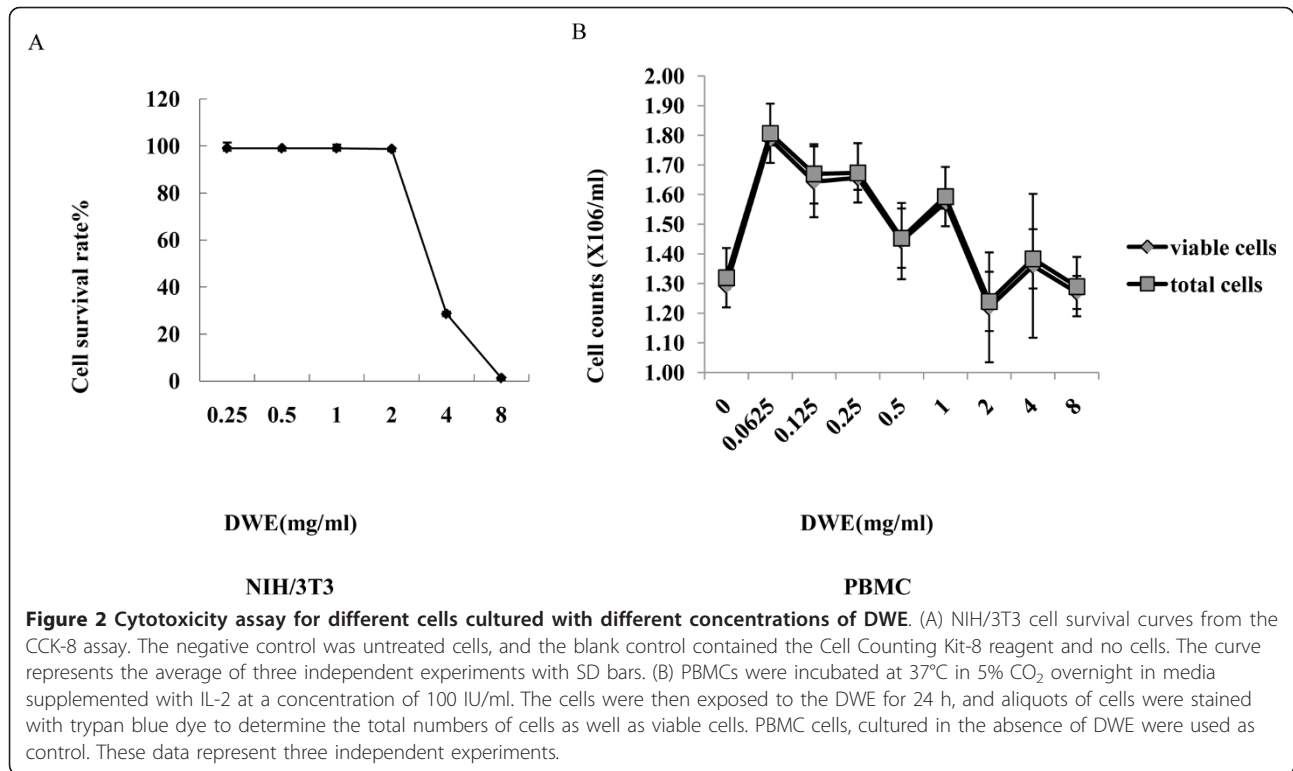 A
120
100
80
60
40
20
0
Cell survival rate%
0.25 0.5 1 2 4 8
DWE(mg/ml)
NIH/3T3
B
2.00
1.90
1.80
1.70
1.60
1.50
1.40
1.30
1.20
1.10
1.00
Cell counts (X106/ml)
0 0.0625 0.125 0.25 0.5 1 2 4 8
DWE(mg/ml)
PBMC
viable cells
total cells
Figure 2 Cytotoxicity assay for different cells cultured with different concentrations of DWE. (A) NIH/3T3 cell survival curves from the
CCK-8 assay. The negative control was untreated cells, and the blank control contained the Cell Counting Kit-8 reagent and no cells. The curve
represents the average of three independent experiments with SD bars. (B) PBMCs were incubated at 37°C in 5% CO₂ overnight in media
supplemented with IL-2 at a concentration of 100 IU/ml. The cells were then exposed to the DWE for 24 h, and aliquots of cells were stained
with trypan blue dye to determine the total numbers of cells as well as viable cells. PBMC cells, cultured in the absence of DWE were used as
control. These data represent three independent experiments.